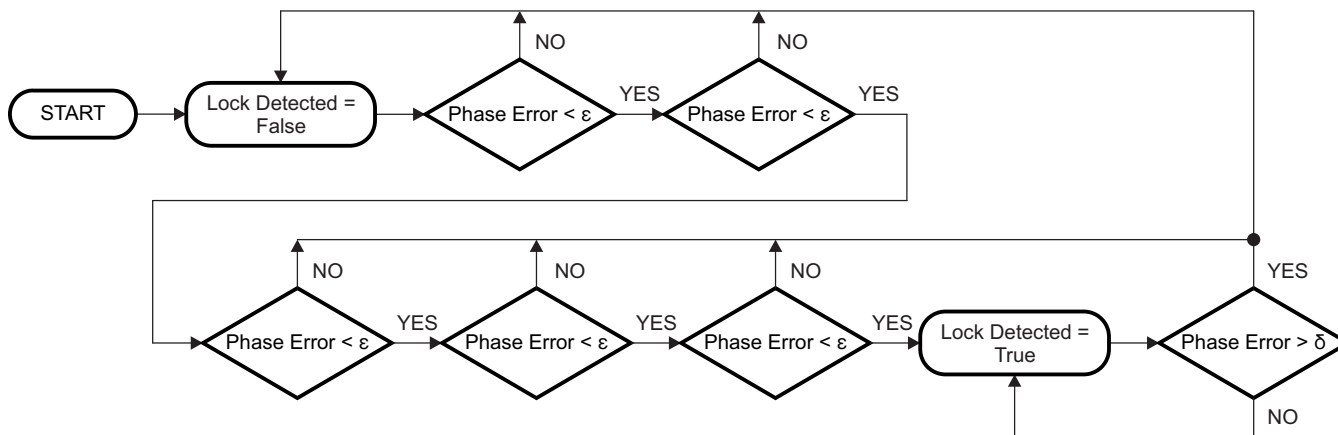 NO
NO
START
Lock Detected =
False
Phase Error < ε
YES
Phase Error < ε
YES
NO
NO
NO
YES
Phase Error < ε
YES
Phase Error < ε
YES
Phase Error < ε
YES
Lock Detected =
True
Phase Error > δ
NO